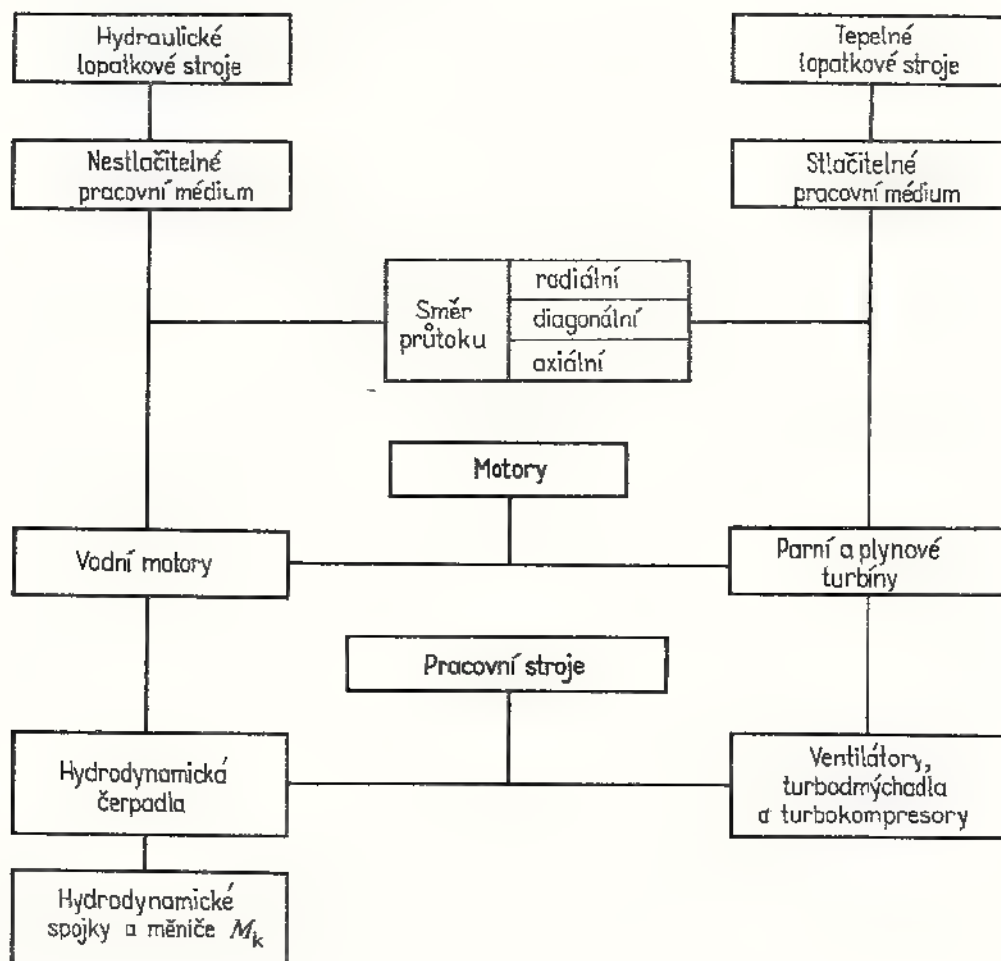 Hydraulické
lopatkové stroje
Tepelné
lopatkové stroje
Nestlačitelné
pracovní médium
Stlačitelné
pracovní médium
Směr
průtoku
radiální
diagonální
axiální
Motory
Vodní motory
Parní a plynové
turbíny
Pracovní stroje
Hydrodynamická
čerpadla
Ventilátory,
turbodmýchadla
a turbokompresory
Hydrodynamické
spojky a měniče Mk